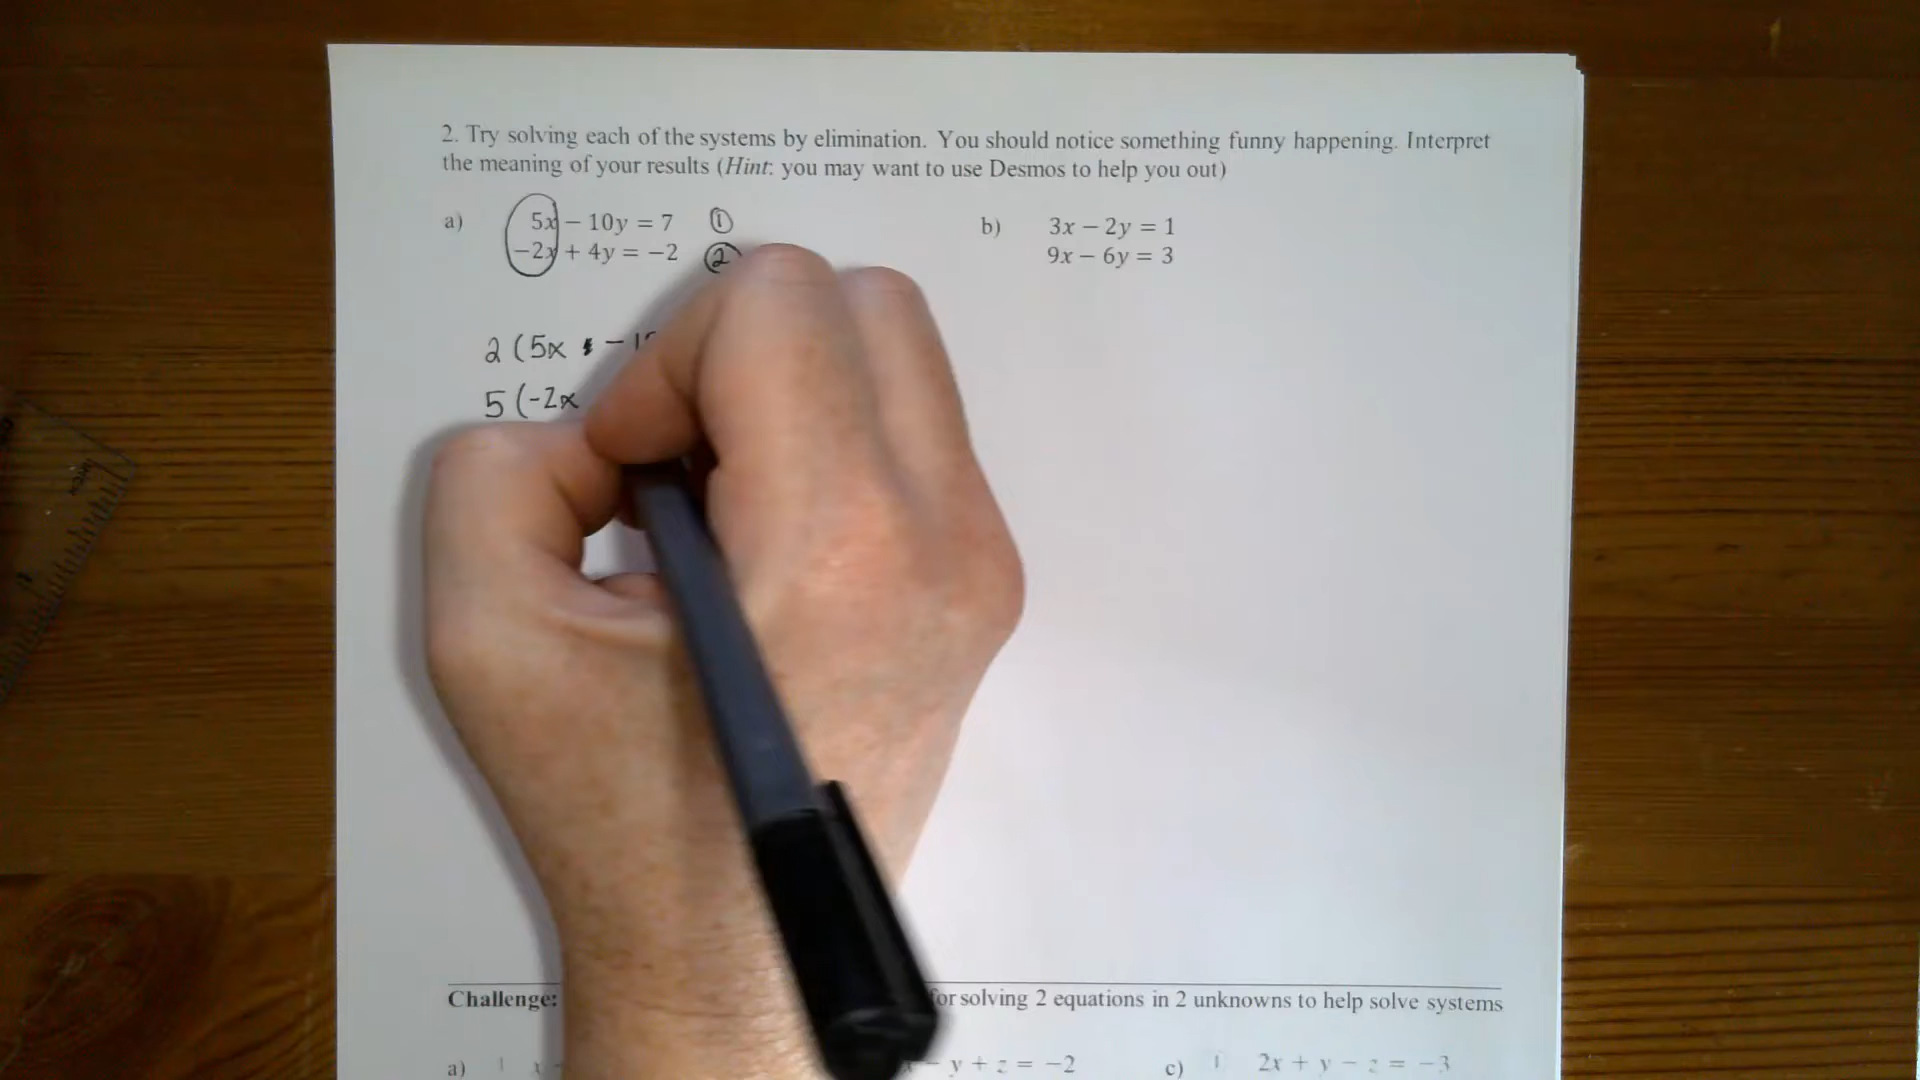 2. Try solving each of the systems by elimination. You should notice something funny happening. Interpret
the meaning of your results (Hint: you may want to use Desmos to help you out)
a) 5x − 10y = 7 ①
−2x + 4y = −2 ②
b) 3x − 2y = 1
9x − 6y = 3
2 (5x −1
5 (-2x
Challenge: for solving 2 equations in 2 unknowns to help solve systems
a) x − y + z = −2 c) 2x + y − z = −3